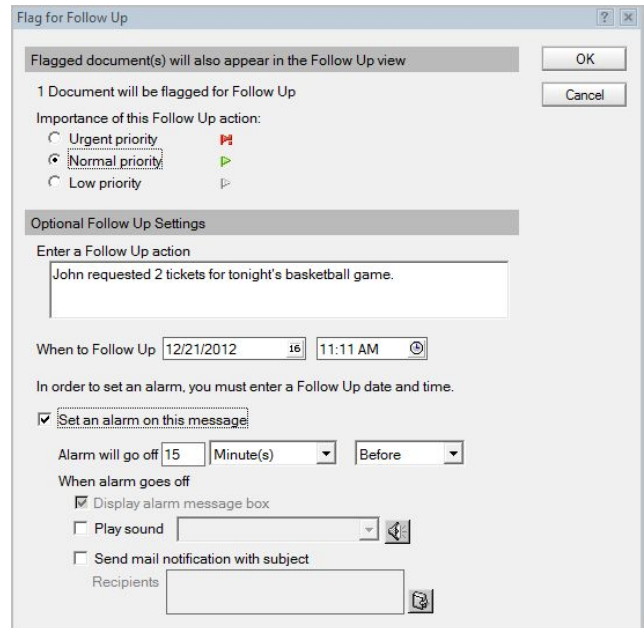 Flag for Follow Up
Flagged document(s) will also appear in the Follow Up view
OK
1 Document will be flagged for Follow Up
Cancel
Importance of this Follow Up action:
Urgent priority
Normal priority
Low priority
Optional Follow Up Settings
Enter a Follow Up action
John requested 2 tickets for tonight's basketball game.
When to Follow Up 12/21/2012 16 11:11 AM
In order to set an alarm, you must enter a Follow Up date and time.
Set an alarm on this message
Alarm will go off 15 Minute(s) Before
When alarm goes off
Display alarm message box
Play sound
Send mail notification with subject
Recipients